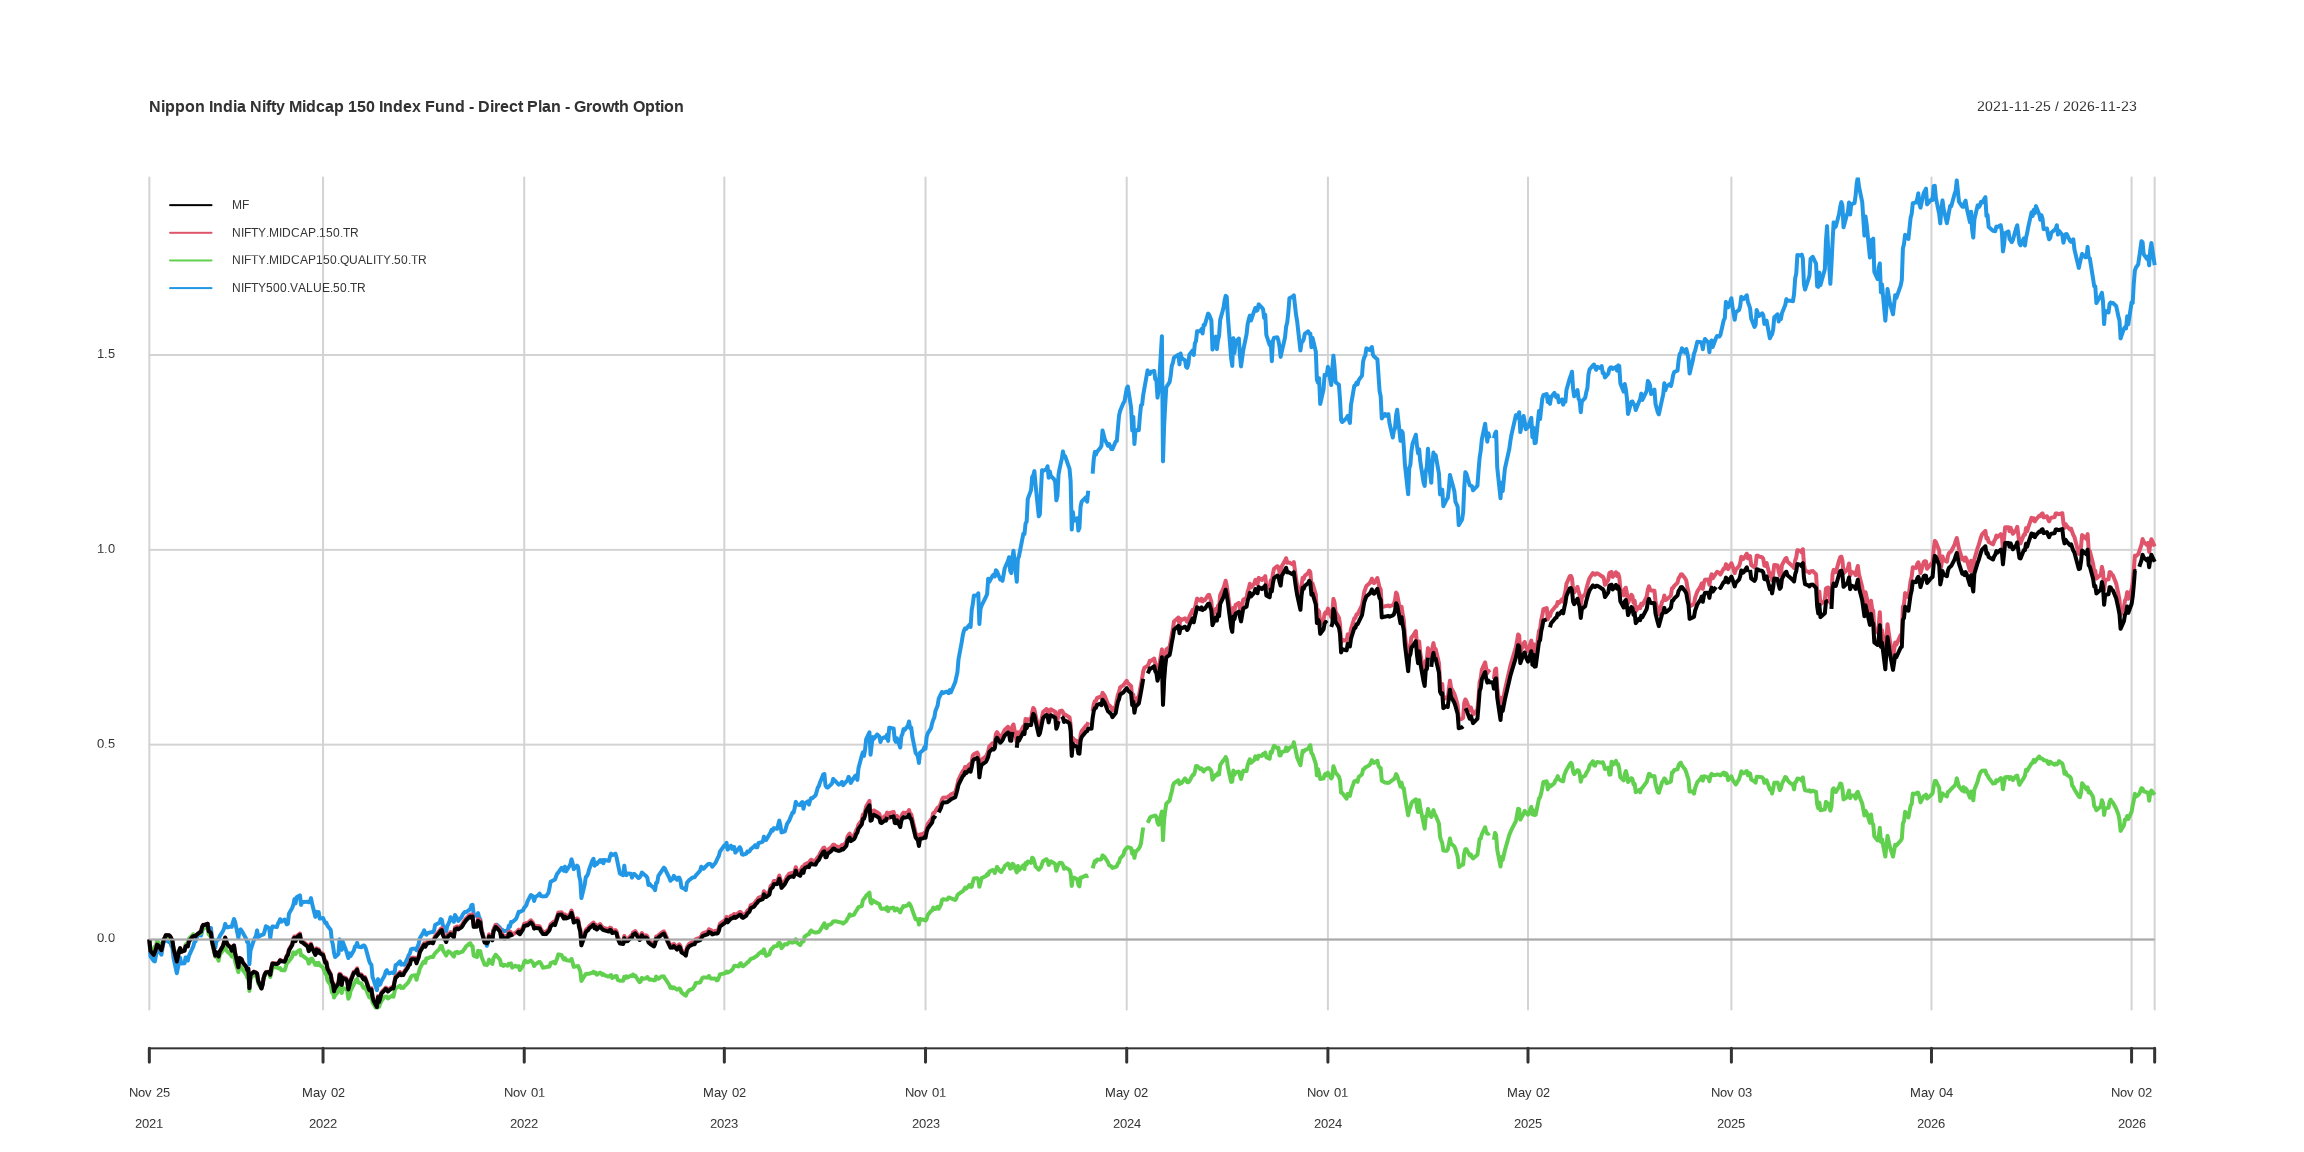 Nippon India Nifty Midcap 150 Index Fund - Direct Plan - Growth Option
2021-11-25 / 2026-11-23
MF
NIFTY.MIDCAP.150.TR
NIFTY.MIDCAP150.QUALITY.50.TR
NIFTY500.VALUE.50.TR
1.5
1.0
0.5
0.0
Nov 25 May 02 Nov 01 May 02 Nov 01 May 02 Nov 01 May 02 Nov 03 May 04 Nov 02
2021 2022 2022 2023 2023 2024 2024 2025 2025 2026 2026